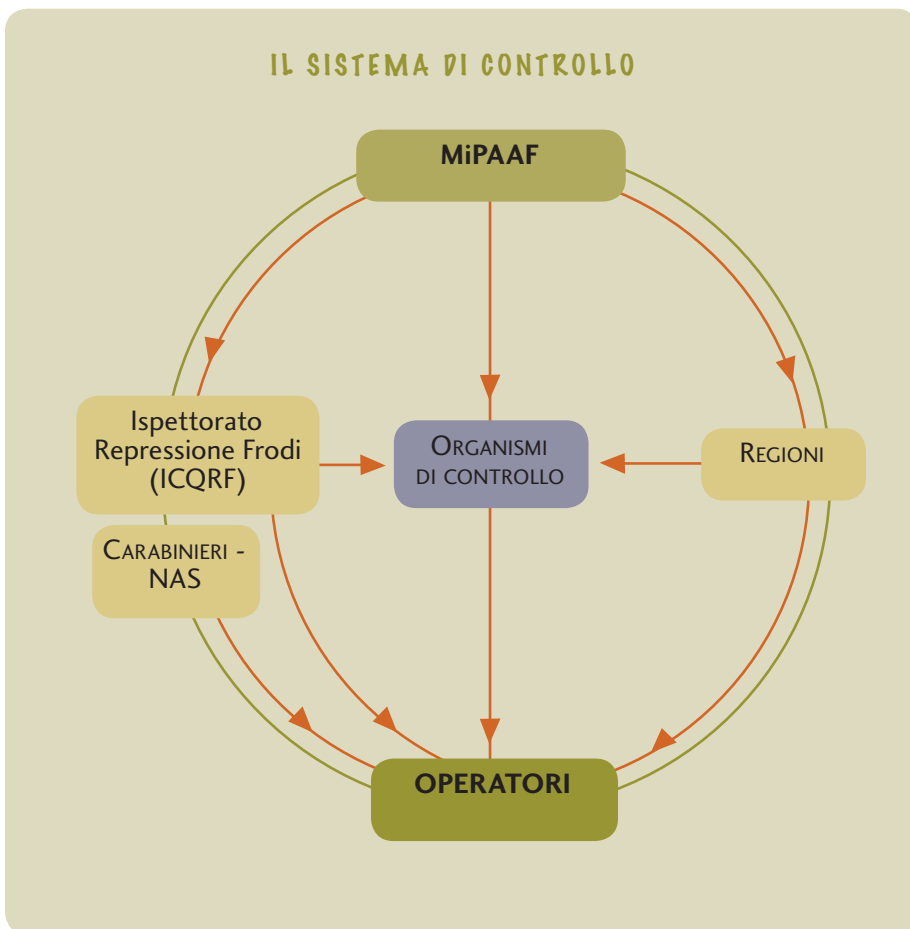 IL SISTEMA DI CONTROLLO
MiPAAF
Ispettorato
Repressione Frodi
(ICQRF)
ORGANISMI
DI CONTROLLO
REGIONI
CARABINIERI -
NAS
OPERATORI